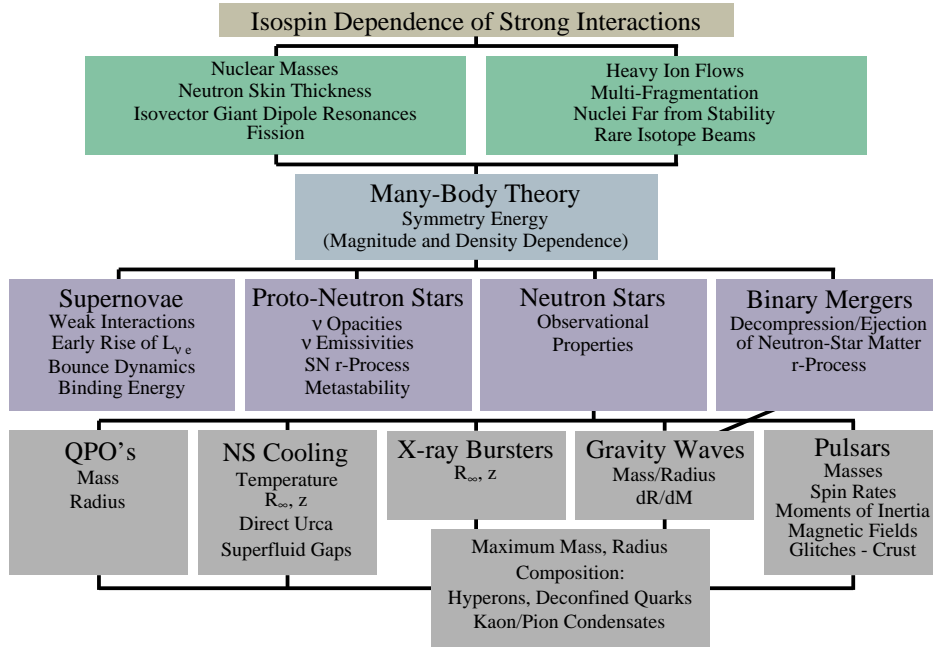 Isospin Dependence of Strong Interactions
Nuclear Masses
Neutron Skin Thickness
Isovector Giant Dipole Resonances
Fission
Heavy Ion Flows
Multi-Fragmentation
Nuclei Far from Stability
Rare Isotope Beams
Many-Body Theory
Symmetry Energy
(Magnitude and Density Dependence)
Supernovae
Weak Interactions
Early Rise of L_ν e
Bounce Dynamics
Binding Energy
Proto-Neutron Stars
ν Opacities
ν Emissivities
SN r-Process
Metastability
Neutron Stars
Observational
Properties
Binary Mergers
Decompression/Ejection
of Neutron-Star Matter
r-Process
QPO's
Mass
Radius
NS Cooling
Temperature
R∞, z
Direct Urca
Superfluid Gaps
X-ray Bursters
R∞, z
Gravity Waves
Mass/Radius
dR/dM
Pulsars
Masses
Spin Rates
Moments of Inertia
Magnetic Fields
Glitches - Crust
Maximum Mass, Radius
Composition:
Hyperons, Deconfined Quarks
Kaon/Pion Condensates